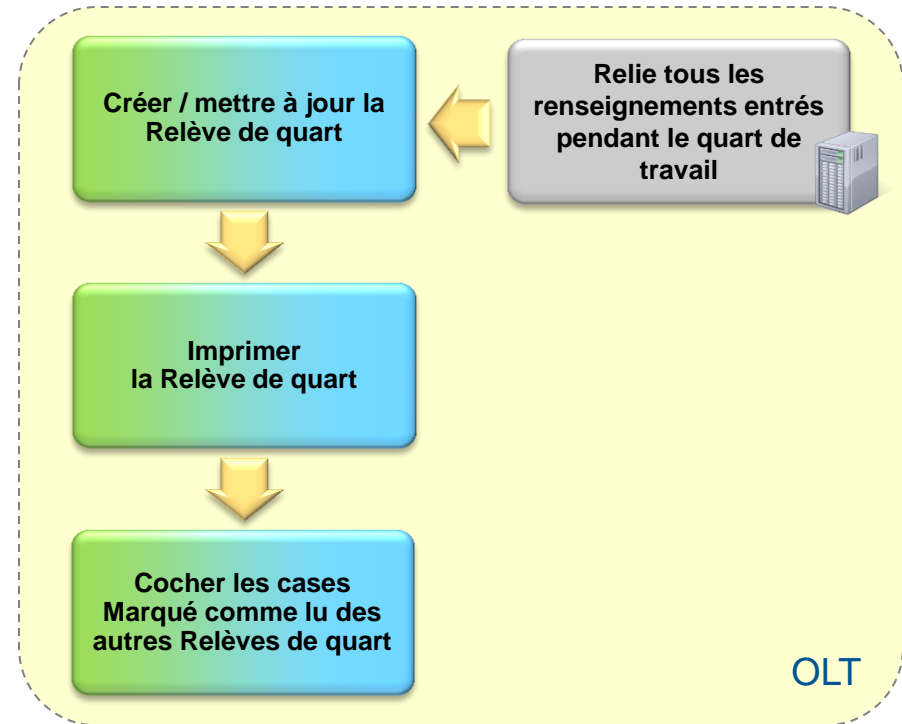 Créer / mettre à jour la
Relève de quart
Relie tous les
renseignements entrés
pendant le quart de
travail
Imprimer
la Relève de quart
Cocher les cases
Marqué comme lu des
autres Relèves de quart
OLT